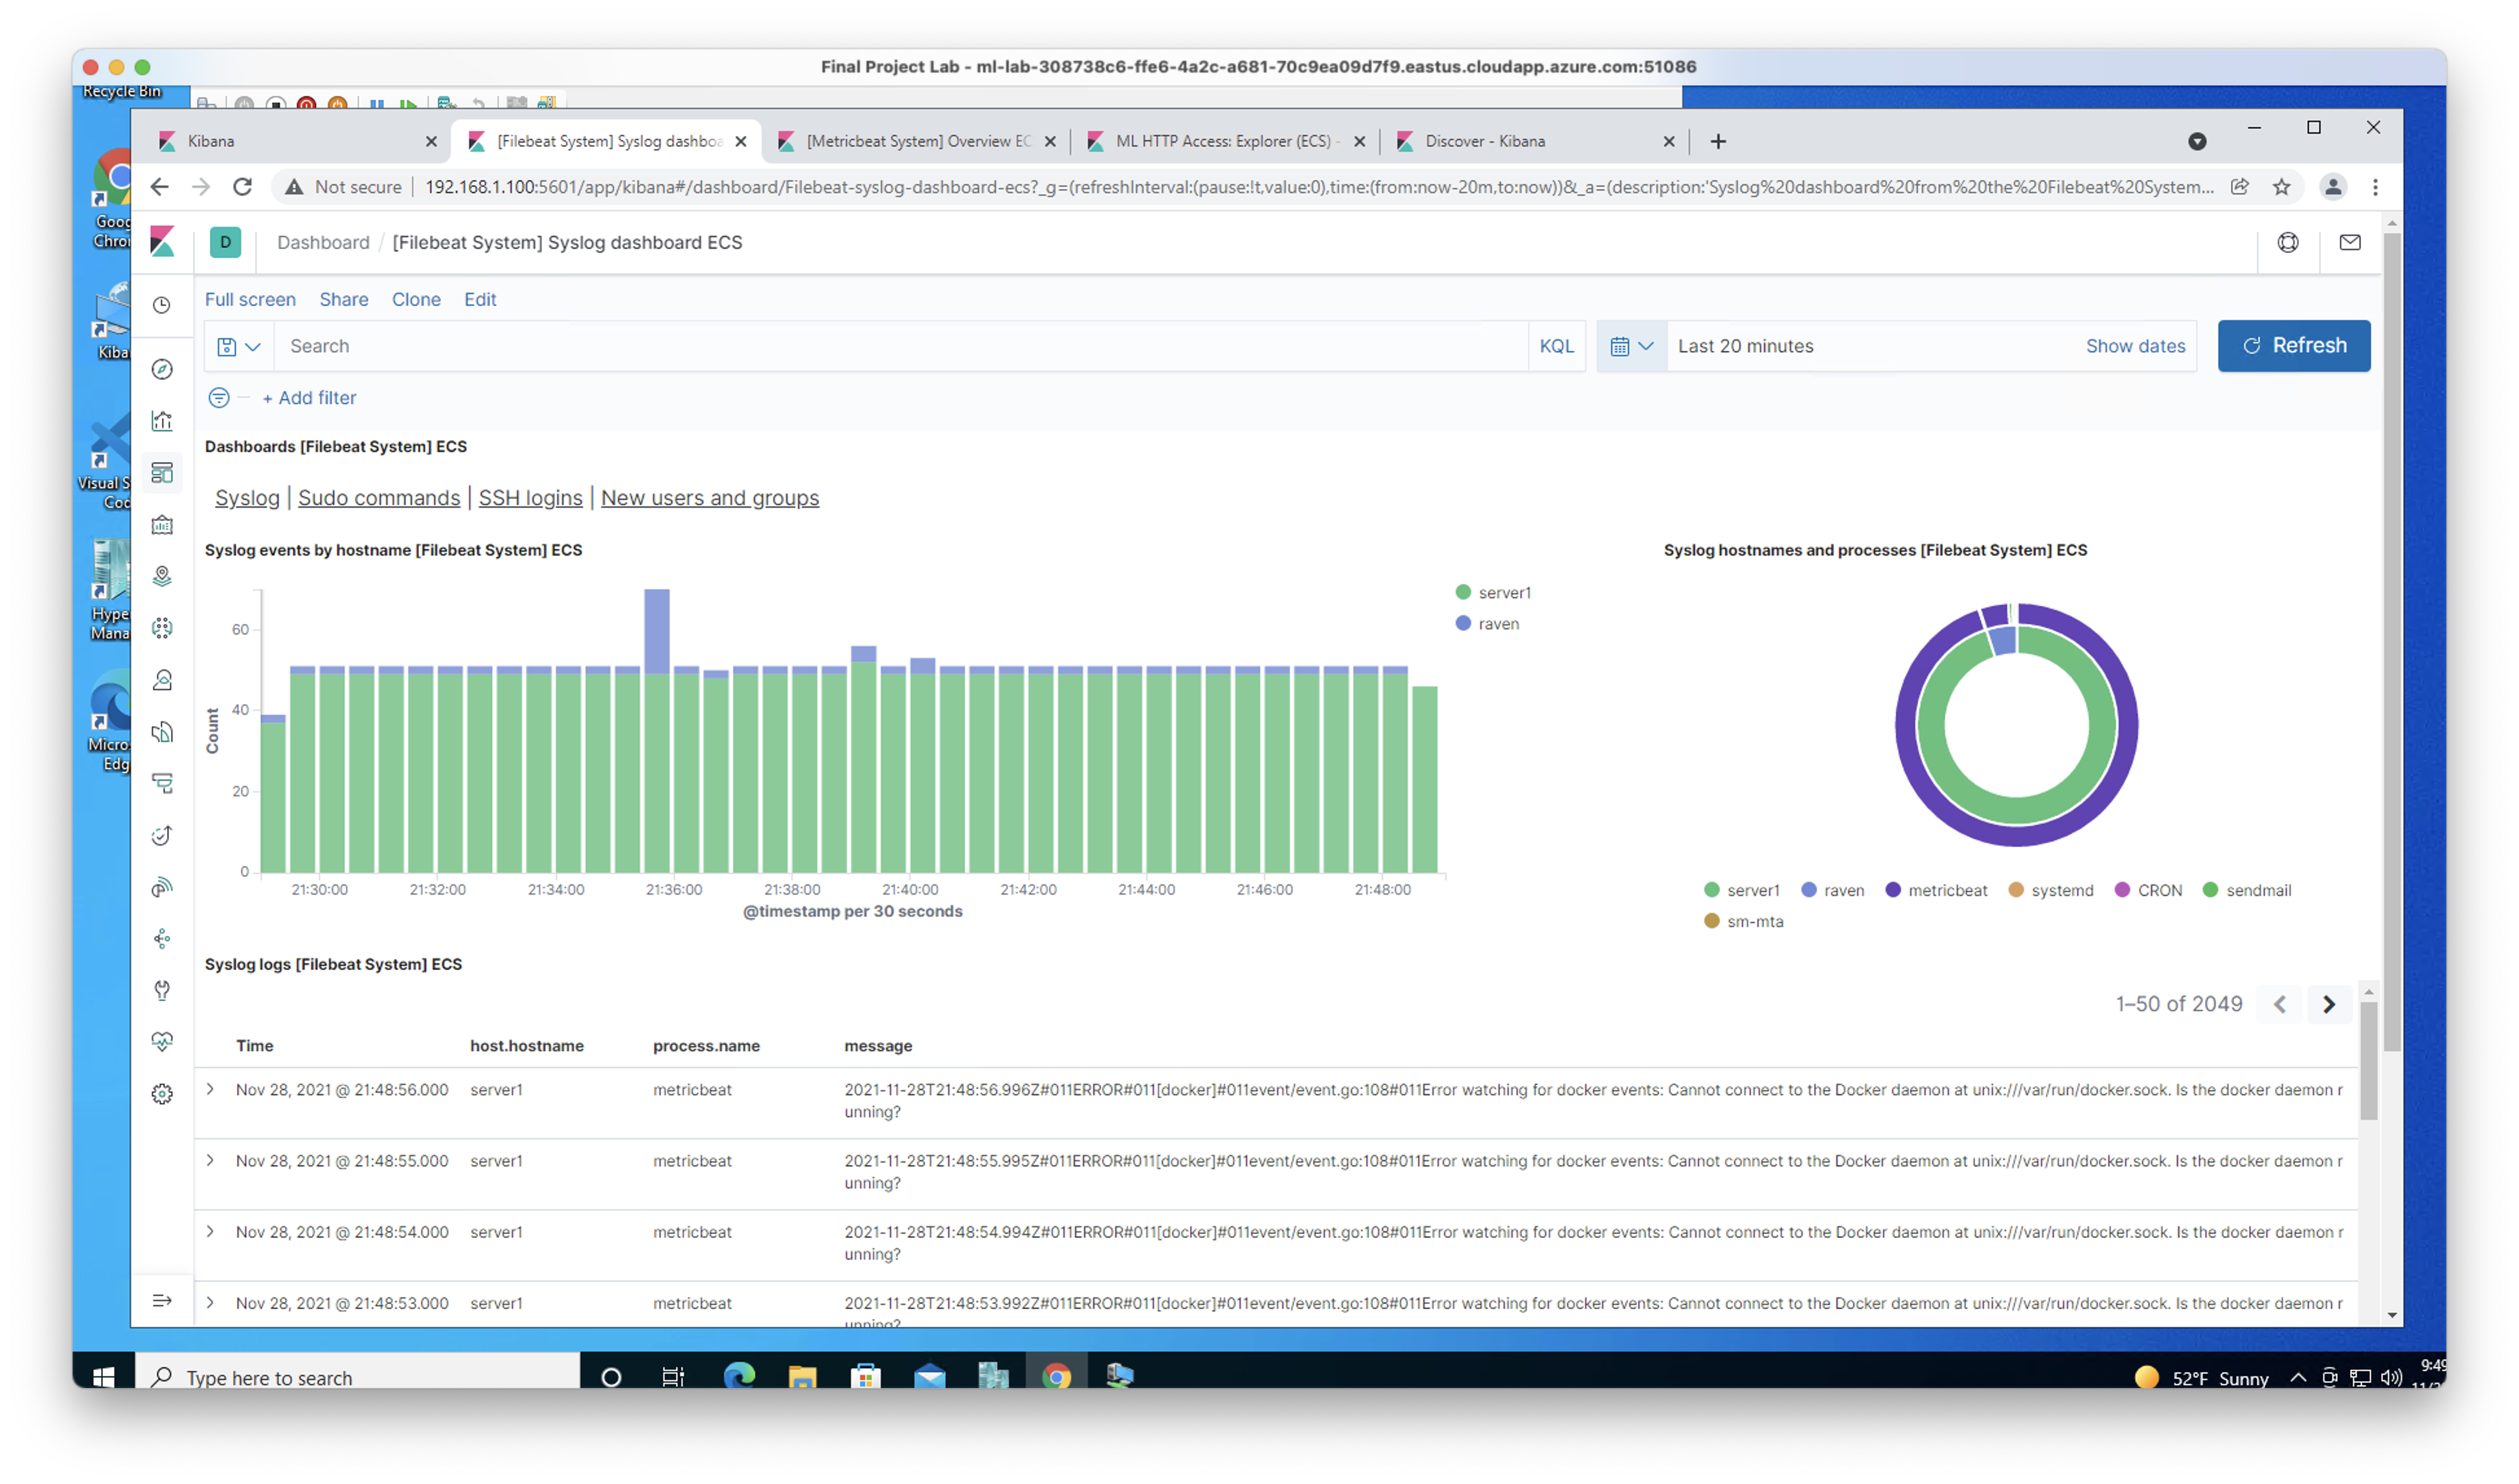 Final Project Lab - ml-lab-308738c6-ffe6-4a2c-a681-70c9ea09d7f9.eastus.cloudapp.azure.com:51086
Recycle Bin
Kibana
[Filebeat System] Syslog dashboa
[Metricbeat System] Overview EC
ML HTTP Access: Explorer (ECS) -
Discover - Kibana
Not secure
192.168.1.100:5601/app/kibana#/dashboard/Filebeat-syslog-dashboard-ecs?_g=(refreshInterval:(pause:!t,value:0),time:(from:now-20m,to:now))&_a=(description:'Syslog%20dashboard%20from%20the%20Filebeat%20System...
Goog
Chror
Kiba
Visual S
Cod
Hype
Mana
Micro
Edg
D
Dashboard / [Filebeat System] Syslog dashboard ECS
Full screen Share Clone Edit
Search
KQL
Last 20 minutes
Show dates
Refresh
+ Add filter
Dashboards [Filebeat System] ECS
Syslog | Sudo commands | SSH logins | New users and groups
Syslog events by hostname [Filebeat System] ECS
60
40
20
0
Count
21:30:00 21:32:00 21:34:00 21:36:00 21:38:00 21:40:00 21:42:00 21:44:00 21:46:00 21:48:00
@timestamp per 30 seconds
server1
raven
Syslog hostnames and processes [Filebeat System] ECS
server1 raven metricbeat systemd CRON sendmail
sm-mta
Syslog logs [Filebeat System] ECS
1–50 of 2049
Time host.hostname process.name message
Nov 28, 2021 @ 21:48:56.000 server1 metricbeat 2021-11-28T21:48:56.996Z#011ERROR#011[docker]#011event/event.go:108#011Error watching for docker events: Cannot connect to the Docker daemon at unix:///var/run/docker.sock. Is the docker daemon r
unning?
Nov 28, 2021 @ 21:48:55.000 server1 metricbeat 2021-11-28T21:48:55.995Z#011ERROR#011[docker]#011event/event.go:108#011Error watching for docker events: Cannot connect to the Docker daemon at unix:///var/run/docker.sock. Is the docker daemon r
unning?
Nov 28, 2021 @ 21:48:54.000 server1 metricbeat 2021-11-28T21:48:54.994Z#011ERROR#011[docker]#011event/event.go:108#011Error watching for docker events: Cannot connect to the Docker daemon at unix:///var/run/docker.sock. Is the docker daemon r
unning?
Nov 28, 2021 @ 21:48:53.000 server1 metricbeat 2021-11-28T21:48:53.992Z#011ERROR#011[docker]#011event/event.go:108#011Error watching for docker events: Cannot connect to the Docker daemon at unix:///var/run/docker.sock. Is the docker daemon r
unning?
Type here to search
52°F Sunny
9:49